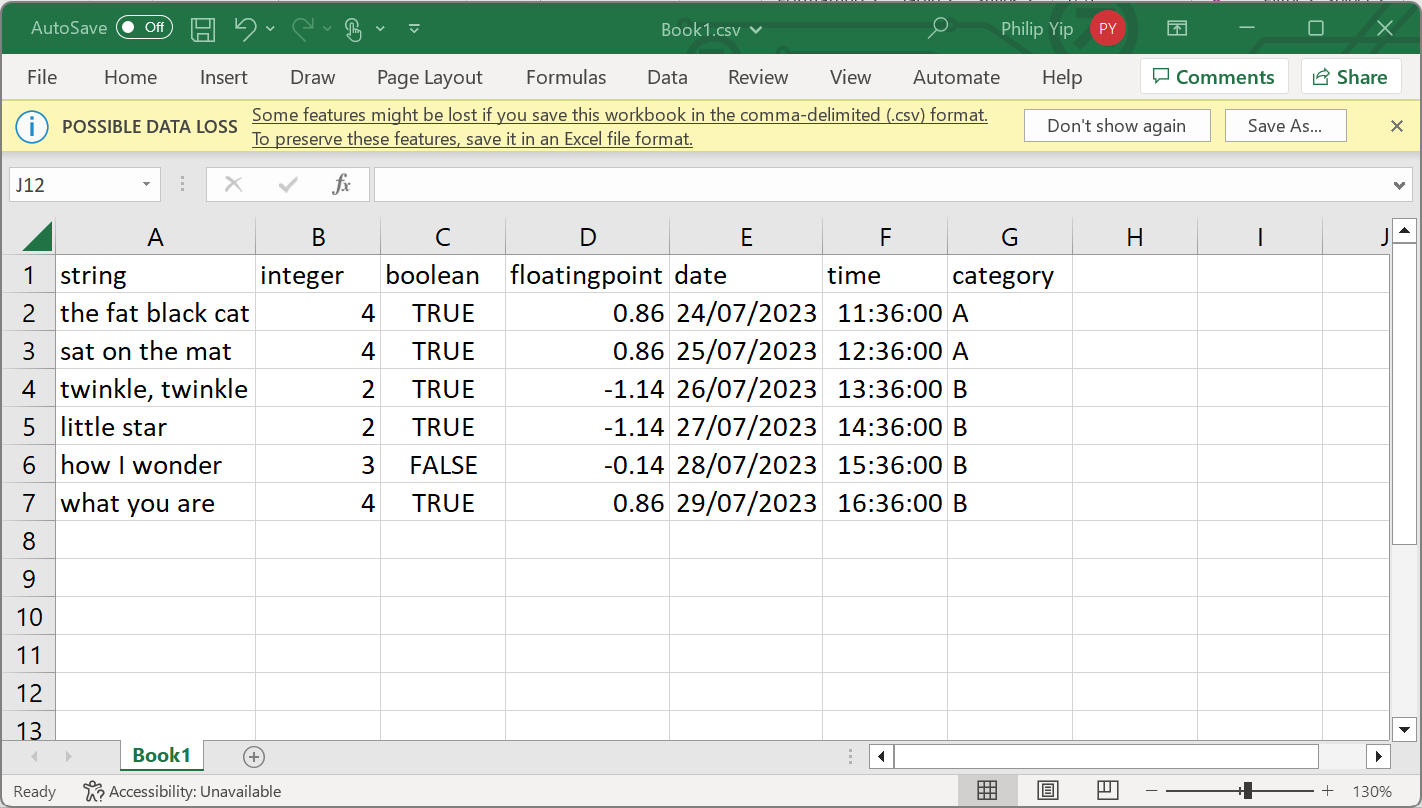 AutoSave Off Book1.csv Philip Yip PY
File Home Insert Draw Page Layout Formulas Data Review View Automate Help Comments Share
POSSIBLE DATA LOSS Some features might be lost if you save this workbook in the comma-delimited (.csv) format.
To preserve these features, save it in an Excel file format. Don't show again Save As...
J12 fx
A B C D E F G H I J
1 string integer boolean floatingpoint date time category
2 the fat black cat 4 TRUE 0.86 24/07/2023 11:36:00 A
3 sat on the mat 4 TRUE 0.86 25/07/2023 12:36:00 A
4 twinkle, twinkle 2 TRUE -1.14 26/07/2023 13:36:00 B
5 little star 2 TRUE -1.14 27/07/2023 14:36:00 B
6 how I wonder 3 FALSE -0.14 28/07/2023 15:36:00 B
7 what you are 4 TRUE 0.86 29/07/2023 16:36:00 B
8
9
10
11
12
13
Book1
Ready Accessibility: Unavailable 130%